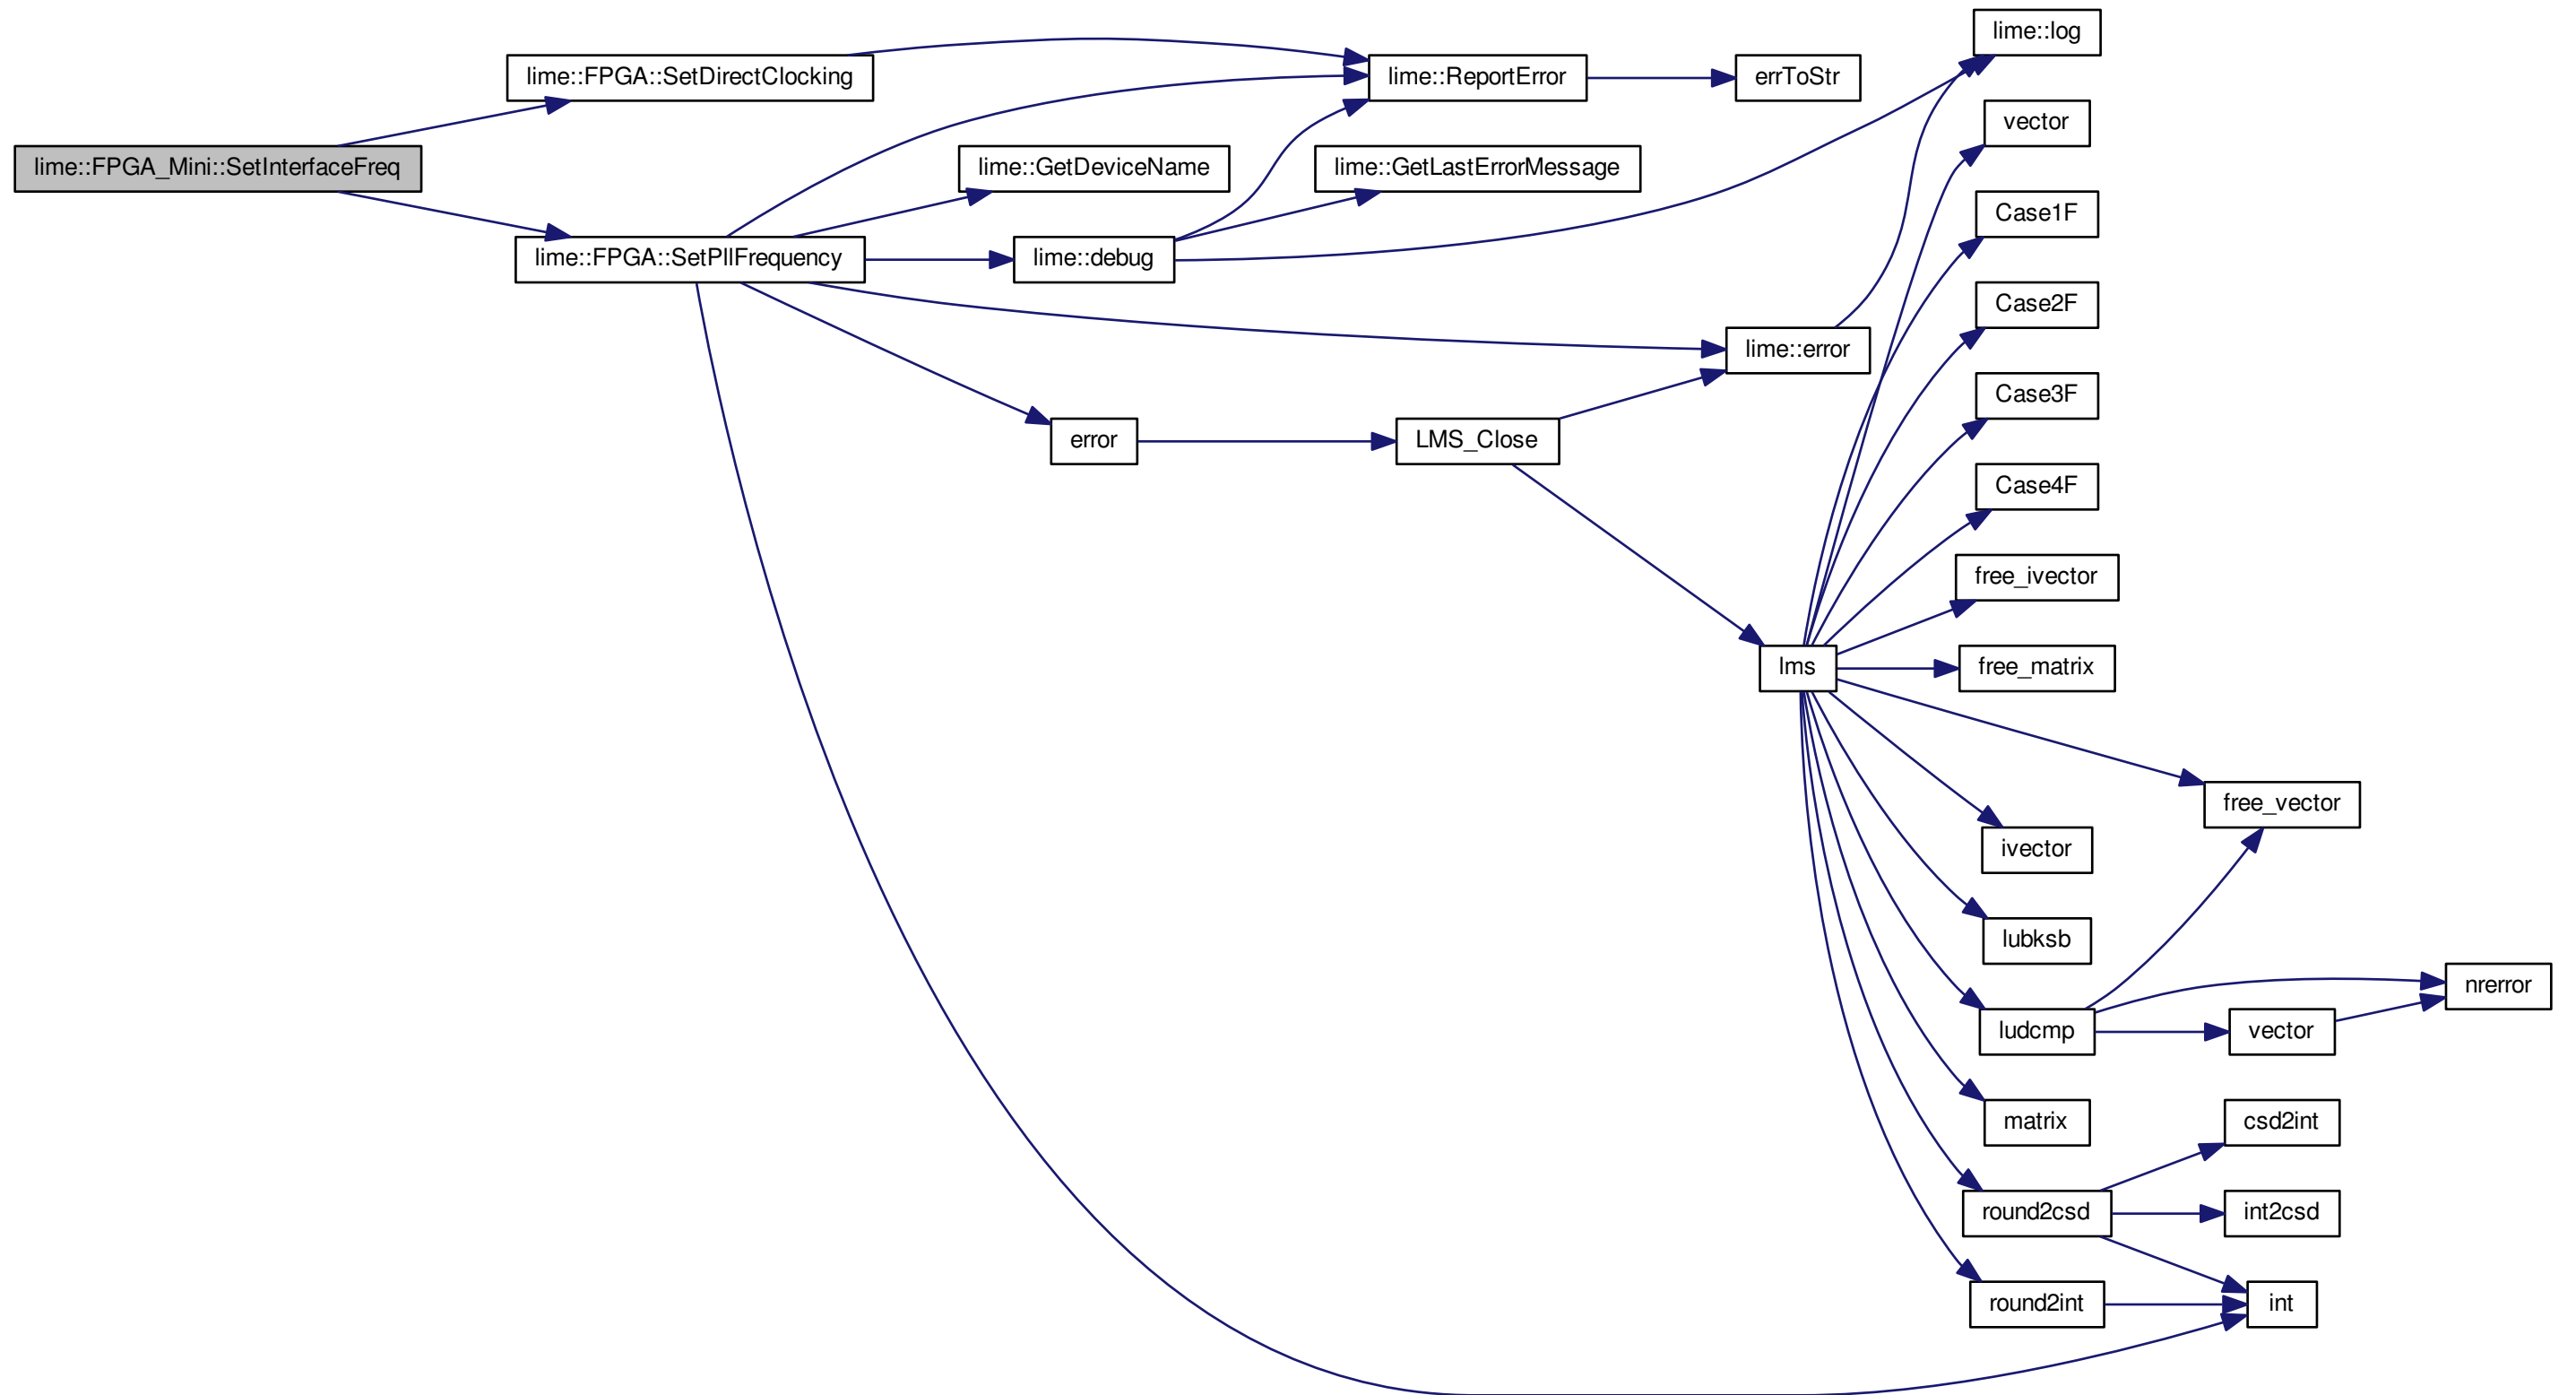 lime::log
lime::FPGA::SetDirectClocking
lime::ReportError
errToStr
vector
lime::FPGA_Mini::SetInterfaceFreq
lime::GetDeviceName
lime::GetLastErrorMessage
Case1F
lime::FPGA::SetPllFrequency
lime::debug
Case2F
lime::error
Case3F
error
LMS_Close
Case4F
free_ivector
lms
free_matrix
free_vector
ivector
lubksb
nrerror
ludcmp
vector
matrix
csd2int
round2csd
int2csd
round2int
int